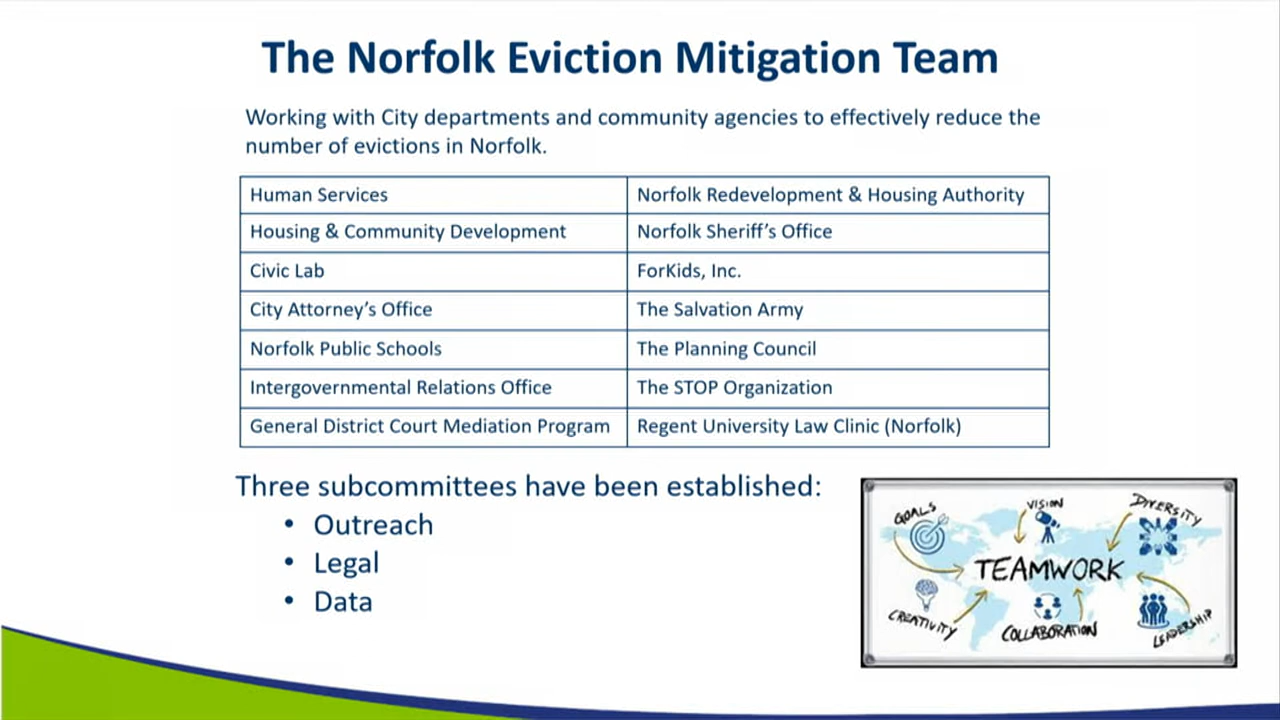 The Norfolk Eviction Mitigation Team
Working with City departments and community agencies to effectively reduce the
number of evictions in Norfolk.
Human Services
Norfolk Redevelopment & Housing Authority
Housing & Community Development
Norfolk Sheriff's Office
Civic Lab
ForKids, Inc.
City Attorney's Office
The Salvation Army
Norfolk Public Schools
The Planning Council
Intergovernmental Relations Office
The STOP Organization
General District Court Mediation Program
Regent University Law Clinic (Norfolk)
Three subcommittees have been established:
• Outreach
• Legal
• Data
GOALS
VISION
DIVERSITY
TEAMWORK
CREATIVITY
COLLABORATION
LEADERSHIP